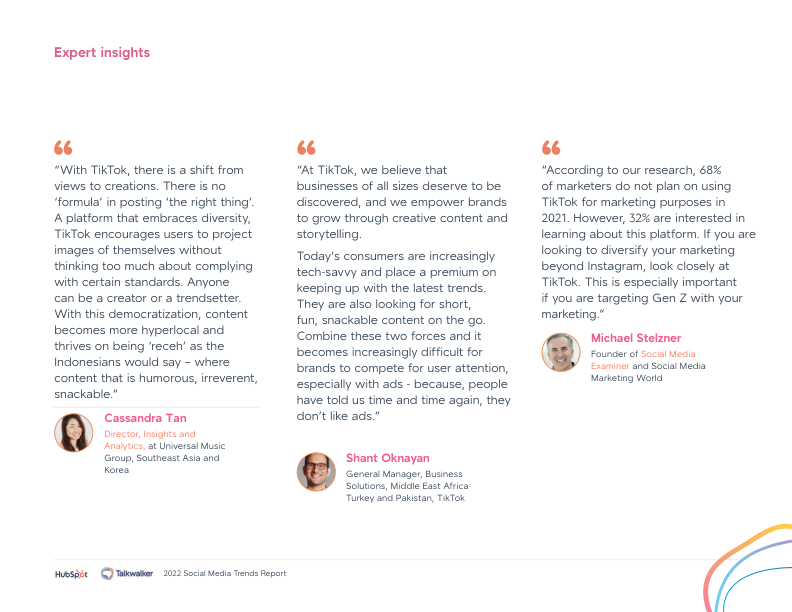 Expert insights
“With TikTok, there is a shift from
views to creations. There is no
‘formula’ in posting ‘the right thing’.
A platform that embraces diversity,
TikTok encourages users to project
images of themselves without
thinking too much about complying
with certain standards. Anyone
can be a creator or a trendsetter.
With this democratization, content
becomes more hyperlocal and
thrives on being ‘receh’ as the
Indonesians would say – where
content that is humorous, irreverent,
snackable.”
Cassandra Tan
Director, Insights and
Analytics, at Universal Music
Group, Southeast Asia and
Korea
“At TikTok, we believe that
businesses of all sizes deserve to be
discovered, and we empower brands
to grow through creative content and
storytelling.
Today’s consumers are increasingly
tech-savvy and place a premium on
keeping up with the latest trends.
They are also looking for short,
fun, snackable content on the go.
Combine these two forces and it
becomes increasingly difficult for
brands to compete for user attention,
especially with ads - because, people
have told us time and time again, they
don’t like ads.”
Shant Oknayan
General Manager, Business
Solutions, Middle East Africa
Turkey and Pakistan, TikTok
“According to our research, 68%
of marketers do not plan on using
TikTok for marketing purposes in
2021. However, 32% are interested in
learning about this platform. If you are
looking to diversify your marketing
beyond Instagram, look closely at
TikTok. This is especially important
if you are targeting Gen Z with your
marketing.”
Michael Stelzner
Founder of Social Media
Examiner and Social Media
Marketing World
HubSpot Talkwalker 2022 Social Media Trends Report